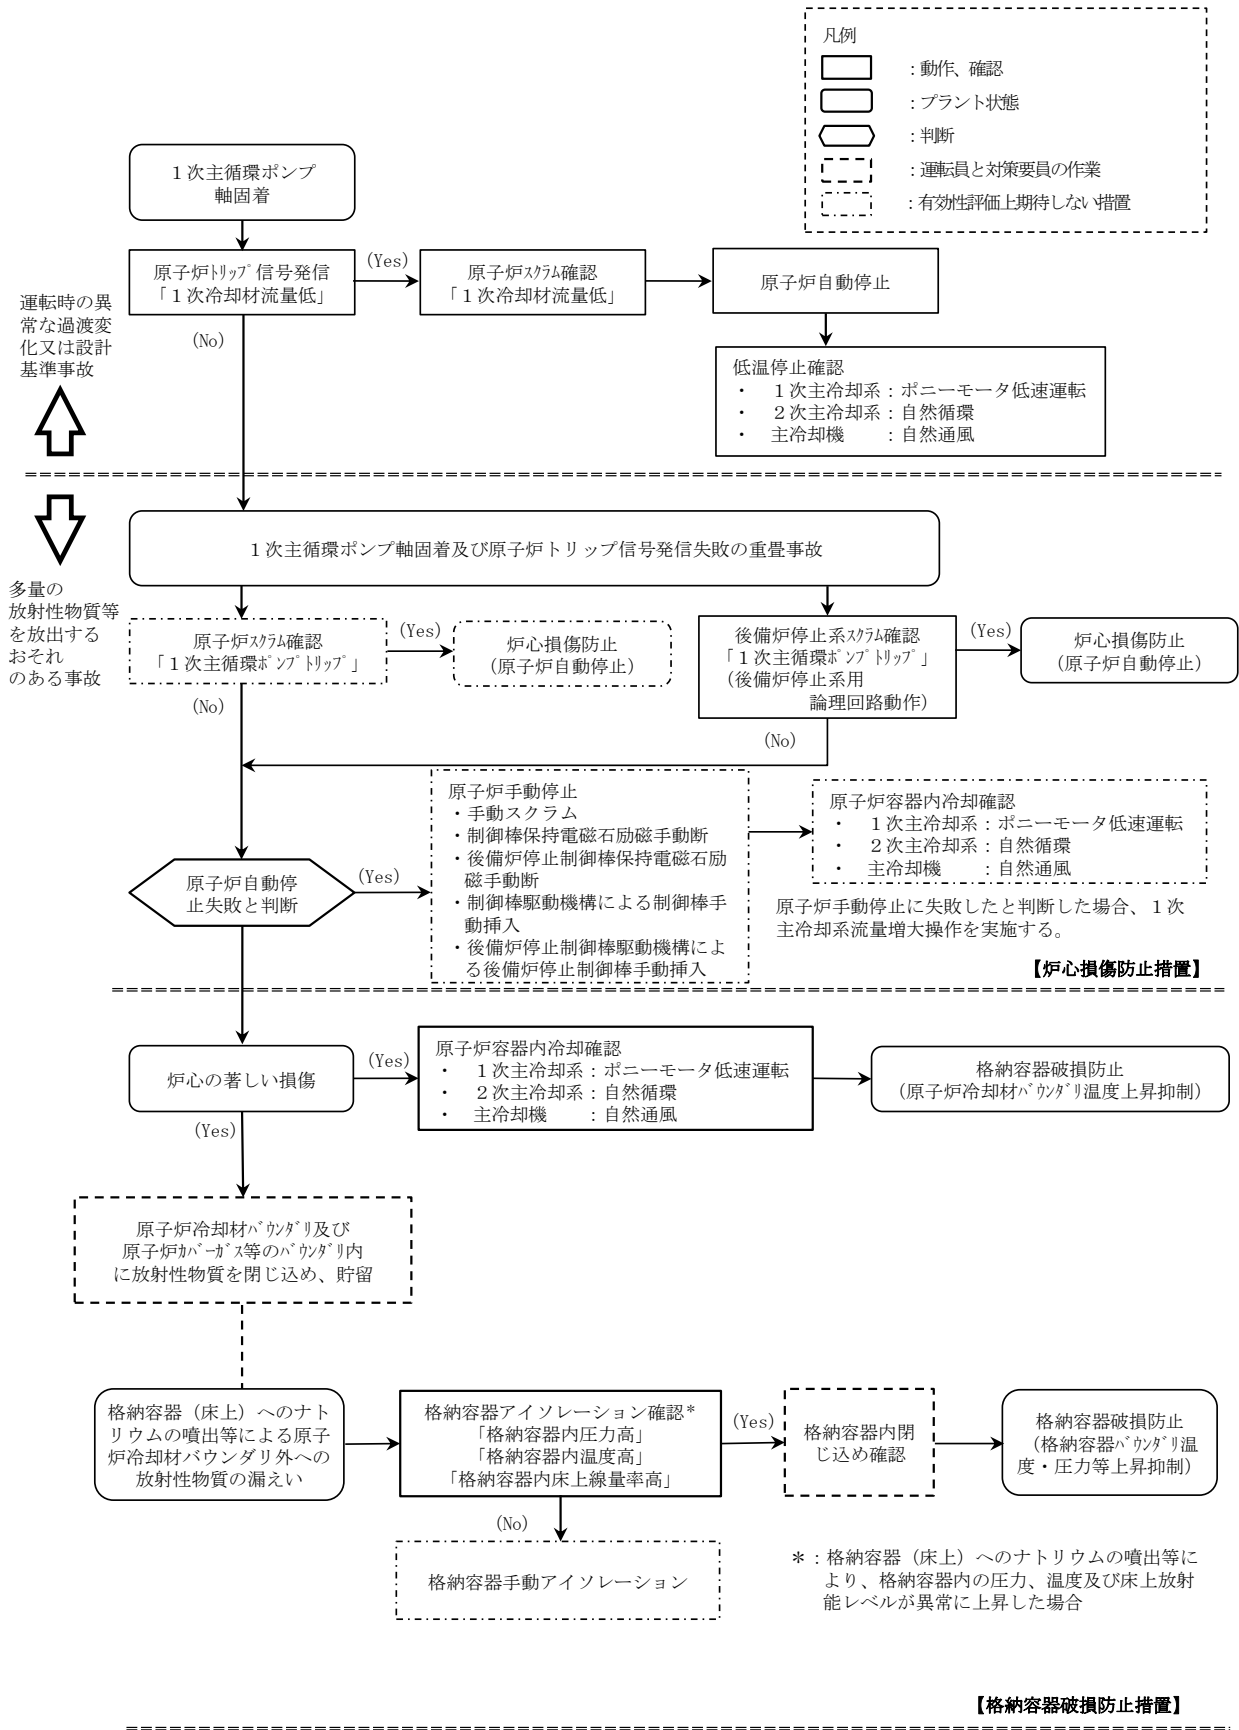 凡例
：動作、確認
：プラント状態
：判断
：運転員と対策要員の作業
：有効性評価上期待しない措置
１次主循環ポンプ
軸固着
原子炉ﾄﾘｯﾌﾟ信号発信
「１次冷却材流量低」
(Yes)
原子炉ｽｸﾗﾑ確認
「１次冷却材流量低」
原子炉自動停止
(No)
運転時の異
常な過渡変
化又は設計
基準事故
低温停止確認
・　１次主冷却系：ポニーモータ低速運転
・　２次主冷却系：自然循環
・　主冷却機　　：自然通風
１次主循環ポンプ軸固着及び原子炉トリップ信号発信失敗の重畳事故
多量の
放射性物質等
を放出する
おそれ
のある事故
原子炉ｽｸﾗﾑ確認
「１次主循環ﾎﾟﾝﾌﾟﾄﾘｯﾌﾟ」
(Yes)
炉心損傷防止
(原子炉自動停止)
後備炉停止系ｽｸﾗﾑ確認
「１次主循環ﾎﾟﾝﾌﾟﾄﾘｯﾌﾟ」
(後備炉停止系用
論理回路動作)
(Yes)
炉心損傷防止
(原子炉自動停止)
(No)
(No)
原子炉手動停止
・手動スクラム
・制御棒保持電磁石励磁手動断
・後備炉停止制御棒保持電磁石励
磁手動断
・制御棒駆動機構による制御棒手
動挿入
・後備炉停止制御棒駆動機構によ
る後備炉停止制御棒手動挿入
原子炉容器内冷却確認
・　１次主冷却系：ポニーモータ低速運転
・　２次主冷却系：自然循環
・　主冷却機　　：自然通風
原子炉自動停
止失敗と判断
(Yes)
原子炉手動停止に失敗したと判断した場合、１次
主冷却系流量増大操作を実施する。
【炉心損傷防止措置】
炉心の著しい損傷
(Yes)
原子炉容器内冷却確認
・　１次主冷却系：ポニーモータ低速運転
・　２次主冷却系：自然循環
・　主冷却機　　：自然通風
格納容器破損防止
(原子炉冷却材ﾊﾞｳﾝﾀﾞﾘ温度上昇抑制)
(Yes)
原子炉冷却材ﾊﾞｳﾝﾀﾞﾘ及び
原子炉ｶﾊﾞｰｶﾞｽ等のﾊﾞｳﾝﾀﾞﾘ内
に放射性物質を閉じ込め、貯留
格納容器（床上）へのナト
リウムの噴出等による原子
炉冷却材バウンダリ外への
放射性物質の漏えい
格納容器アイソレーション確認*
「格納容器内圧力高」
「格納容器内温度高」
「格納容器内床上線量率高」
(Yes)
格納容器内閉
じ込め確認
格納容器破損防止
(格納容器ﾊﾞｳﾝﾀﾞﾘ温
度・圧力等上昇抑制)
(No)
格納容器手動アイソレーション
＊：格納容器（床上）へのナトリウムの噴出等に
より、格納容器内の圧力、温度及び床上放射
能レベルが異常に上昇した場合
【格納容器破損防止措置】